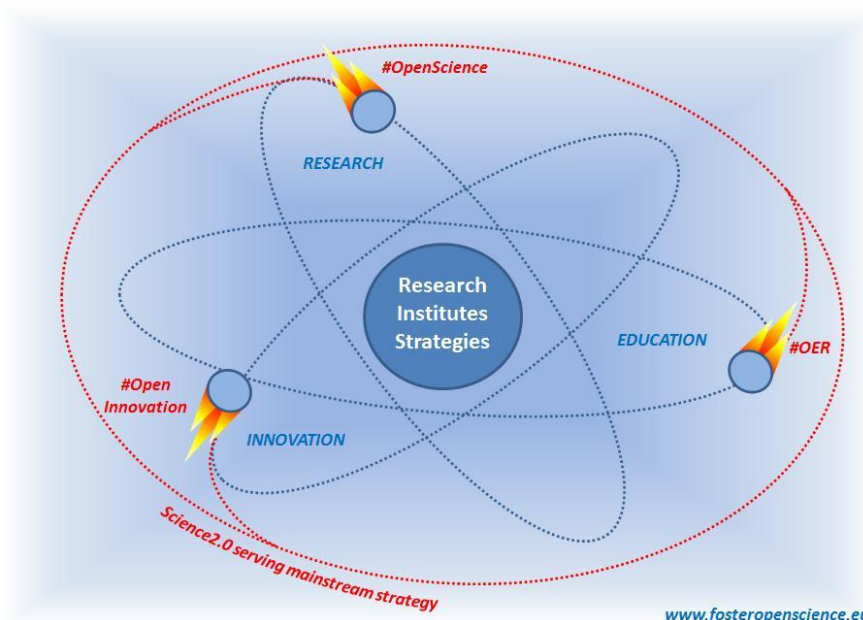 #OpenScience
RESEARCH
Research
Institutes
Strategies
EDUCATION
#OER
#Open
Innovation
INNOVATION
Science2.0 serving mainstream strategy
www.fosteropenscience.eu